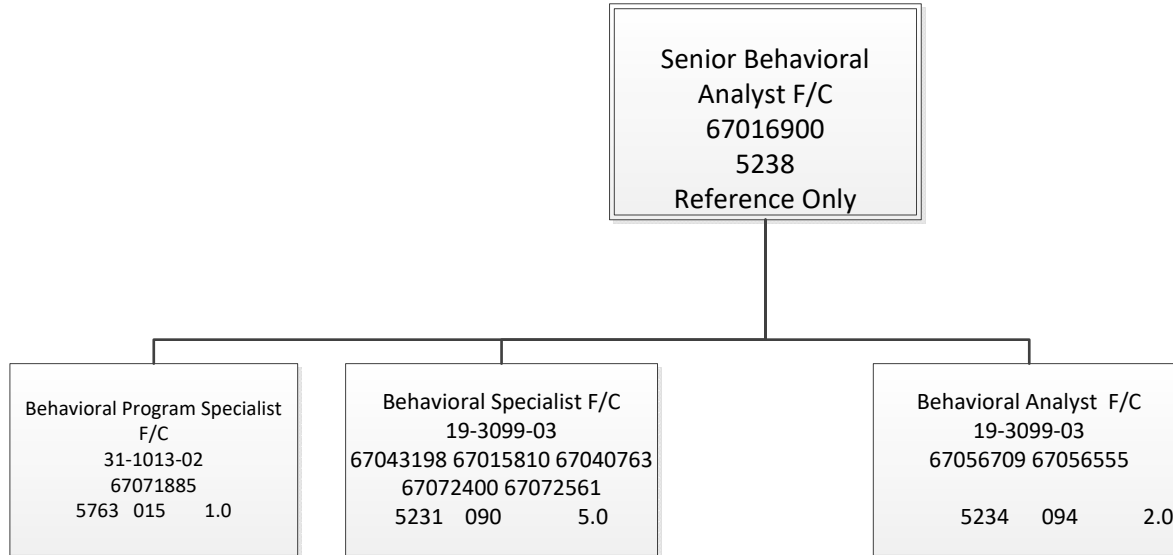 Senior Behavioral
Analyst F/C
67016900
5238
Reference Only
Behavioral Program Specialist
F/C
31-1013-02
67071885
5763 015 1.0
Behavioral Specialist F/C
19-3099-03
67043198 67015810 67040763
67072400 67072561
5231 090 5.0
Behavioral Analyst F/C
19-3099-03
67056709 67056555
5234 094 2.0